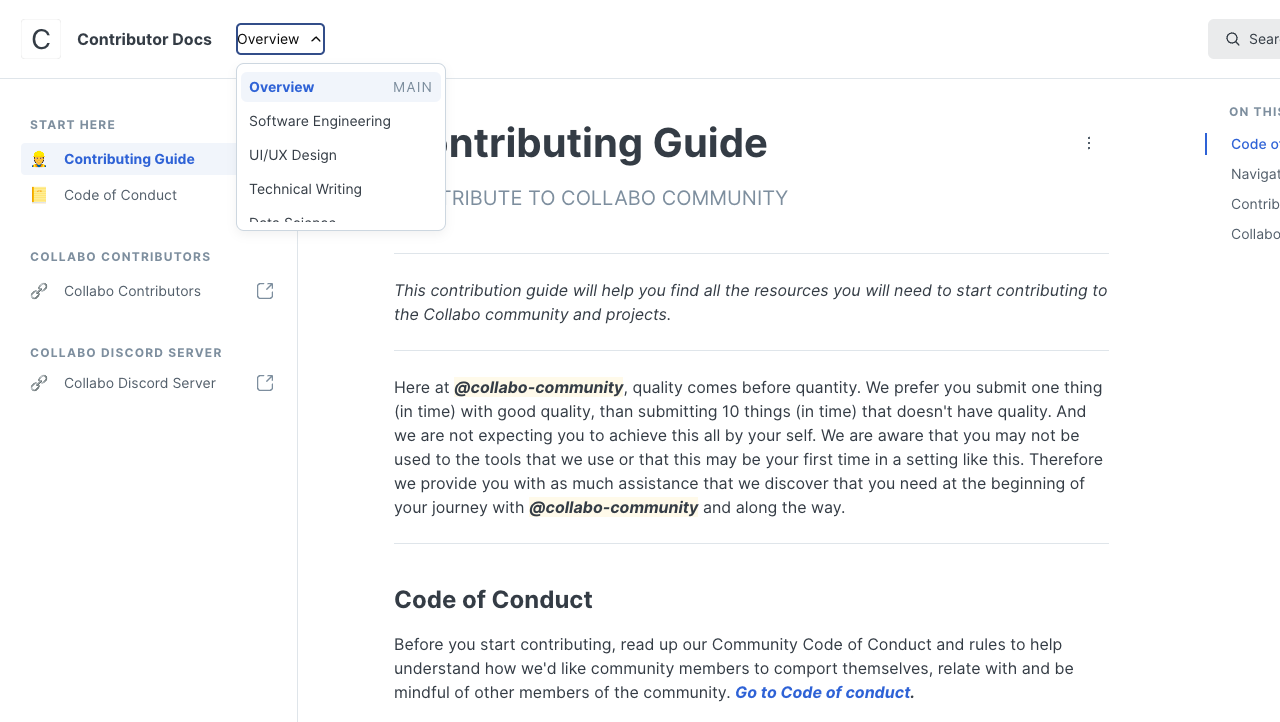 C Contributor Docs Overview
Overview MAIN
Software Engineering
UI/UX Design
Technical Writing
START HERE
Contributing Guide
Code of Conduct
COLLABO CONTRIBUTORS
Collabo Contributors
COLLABO DISCORD SERVER
Collabo Discord Server
ntributing Guide
TRIBUTE TO COLLABO COMMUNITY
This contribution guide will help you find all the resources you will need to start contributing to
the Collabo community and projects.
Here at @collabo-community, quality comes before quantity. We prefer you submit one thing
(in time) with good quality, than submitting 10 things (in time) that doesn't have quality. And
we are not expecting you to achieve this all by your self. We are aware that you may not be
used to the tools that we use or that this may be your first time in a setting like this. Therefore
we provide you with as much assistance that we discover that you need at the beginning of
your journey with @collabo-community and along the way.
Code of Conduct
Before you start contributing, read up our Community Code of Conduct and rules to help
understand how we'd like community members to comport themselves, relate with and be
mindful of other members of the community. Go to Code of conduct.
Sear
ON THIS
Code of
Navigat
Contrib
Collabo